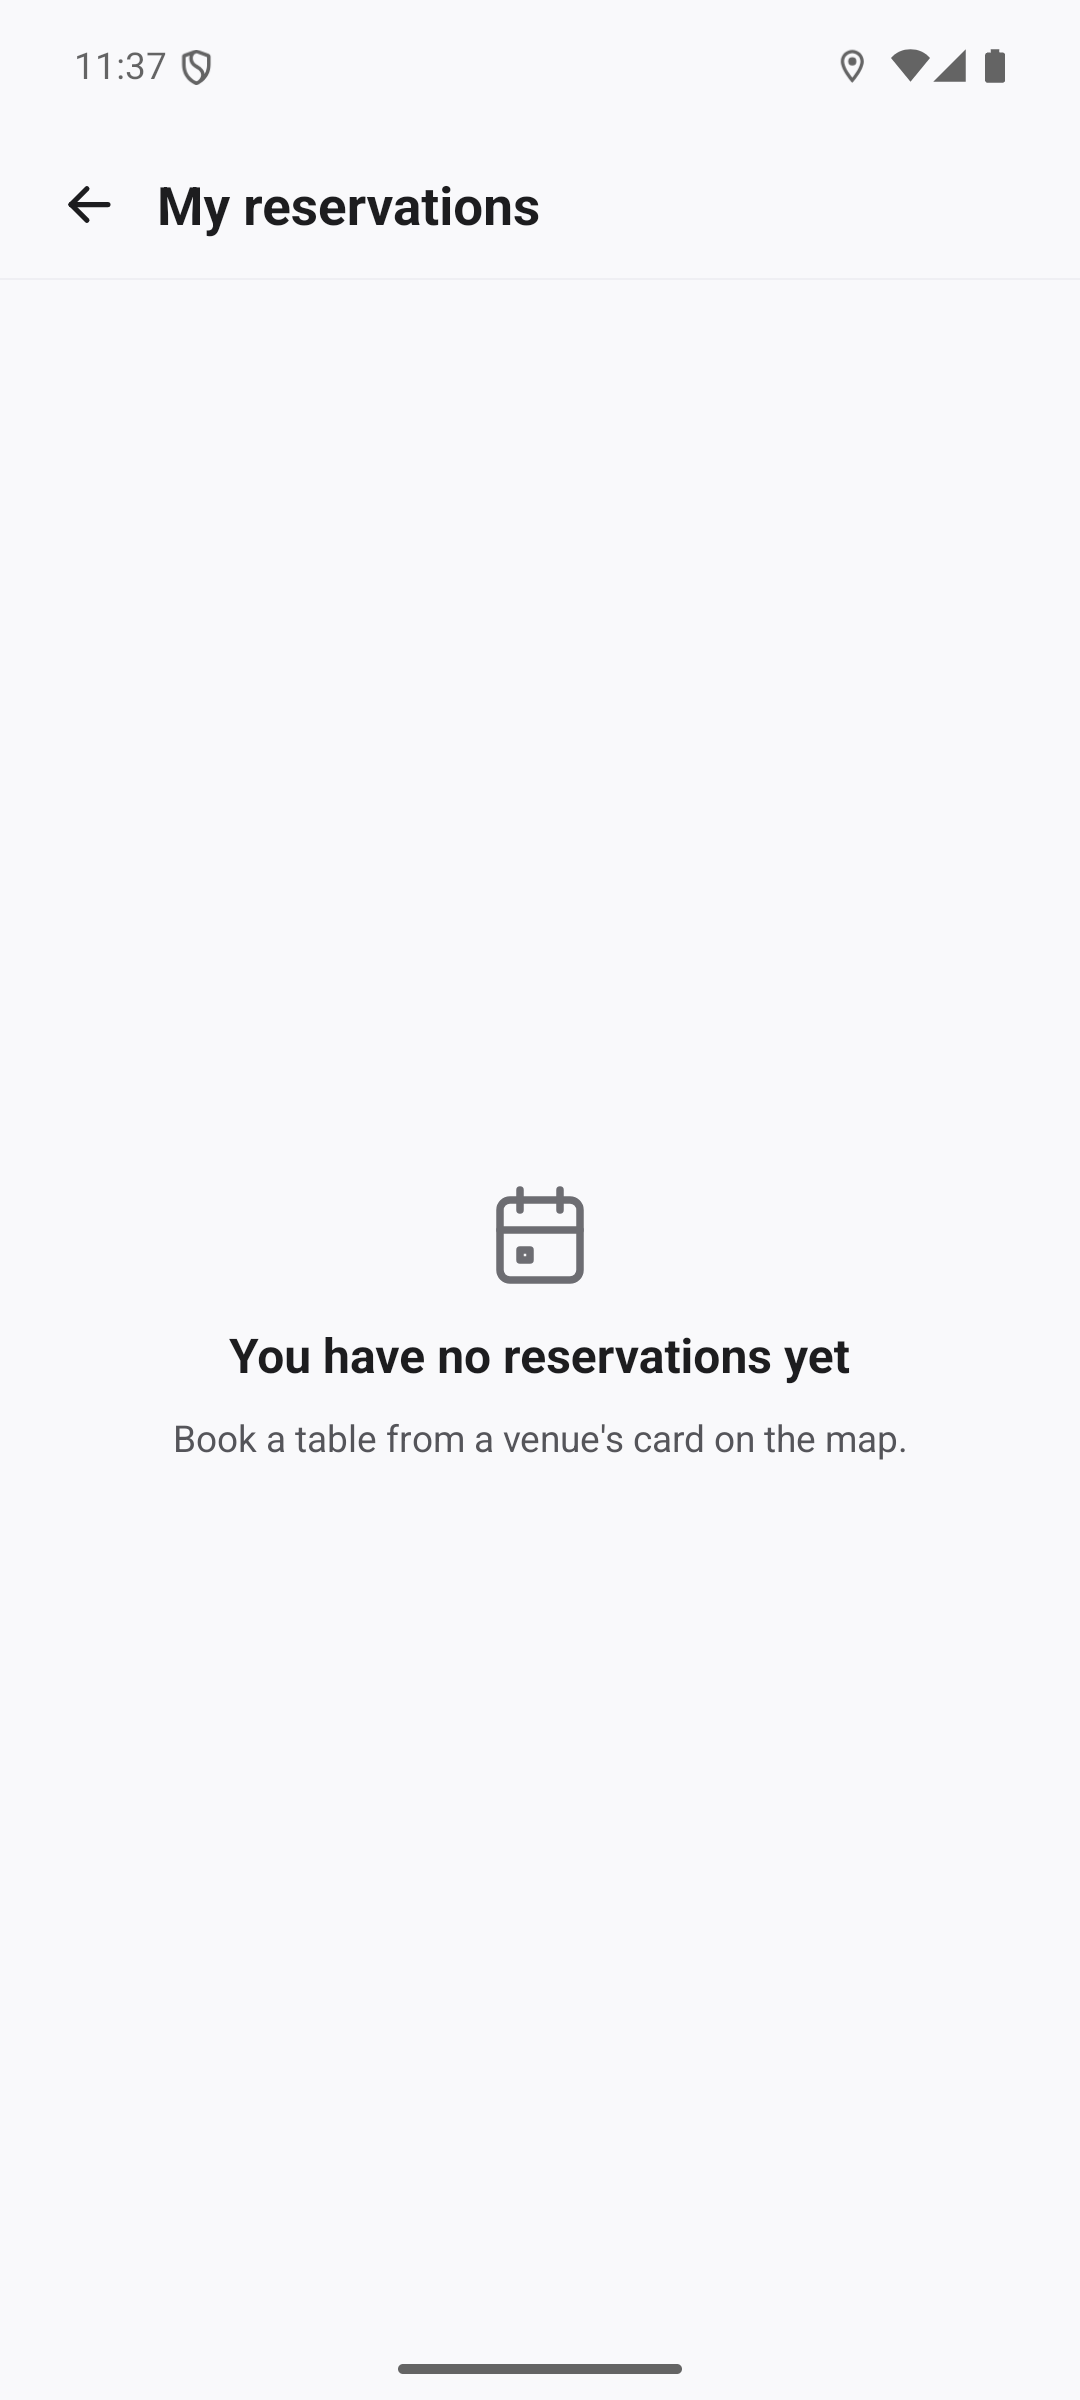 11:37
My reservations
You have no reservations yet
Book a table from a venue's card on the map.